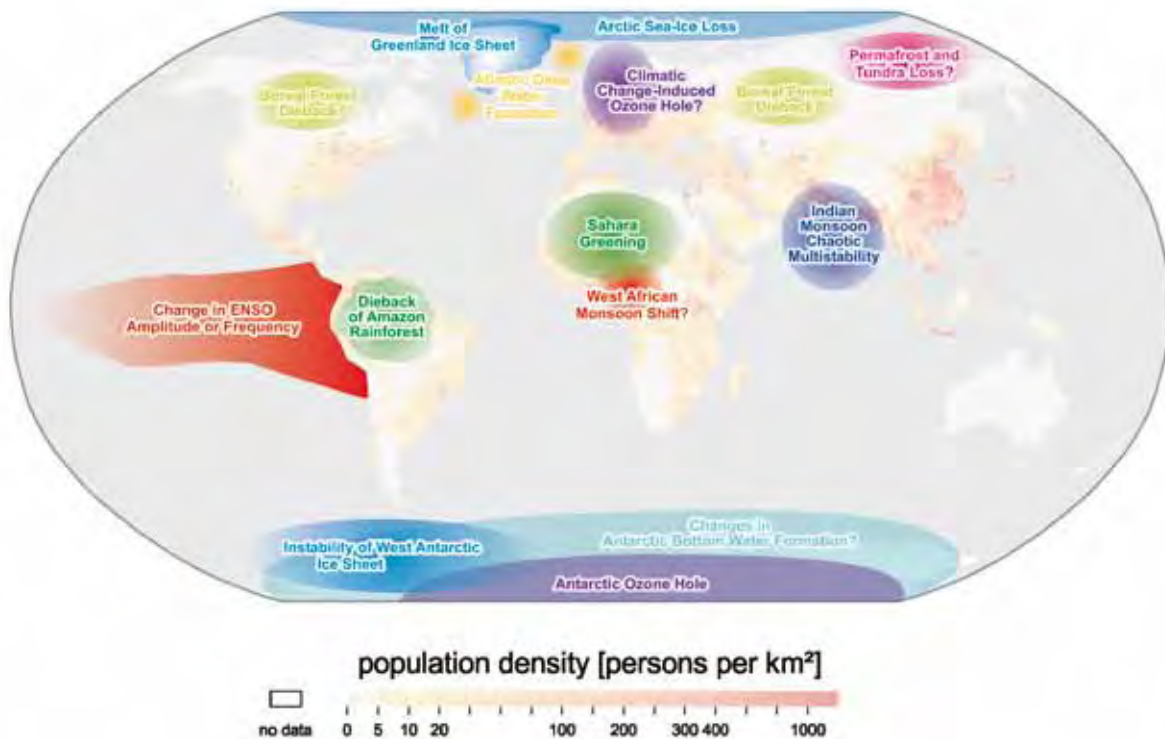 Melt of
Greenland Ice Sheet
Arctic Sea-Ice Loss
Permafrost and
Tundra Loss?
Boreal Forest
Dieback?
Atlantic Deep
Water
Formation
Climatic
Change-Induced
Ozone Hole?
Boreal Forest
Dieback?
Sahara
Greening
Indian
Monsoon
Chaotic
Multistability
West African
Monsoon Shift?
Change in ENSO
Amplitude or Frequency
Dieback
of Amazon
Rainforest
Changes in
Antarctic Bottom Water Formation?
Instability of West Antarctic
Ice Sheet
Antarctic Ozone Hole
population density [persons per km²]
no data 0 5 10 20 100 200 300 400 1000